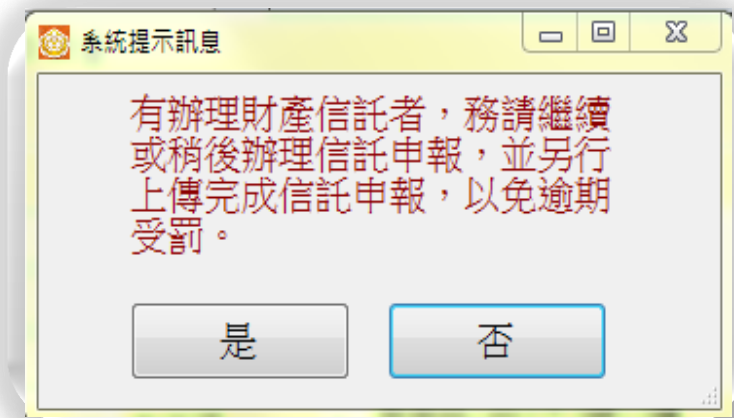 系統提示訊息
有辦理財產信託者，務請繼續
或稍後辦理信託申報，並另行
上傳完成信託申報，以免逾期
受罰。
是
否